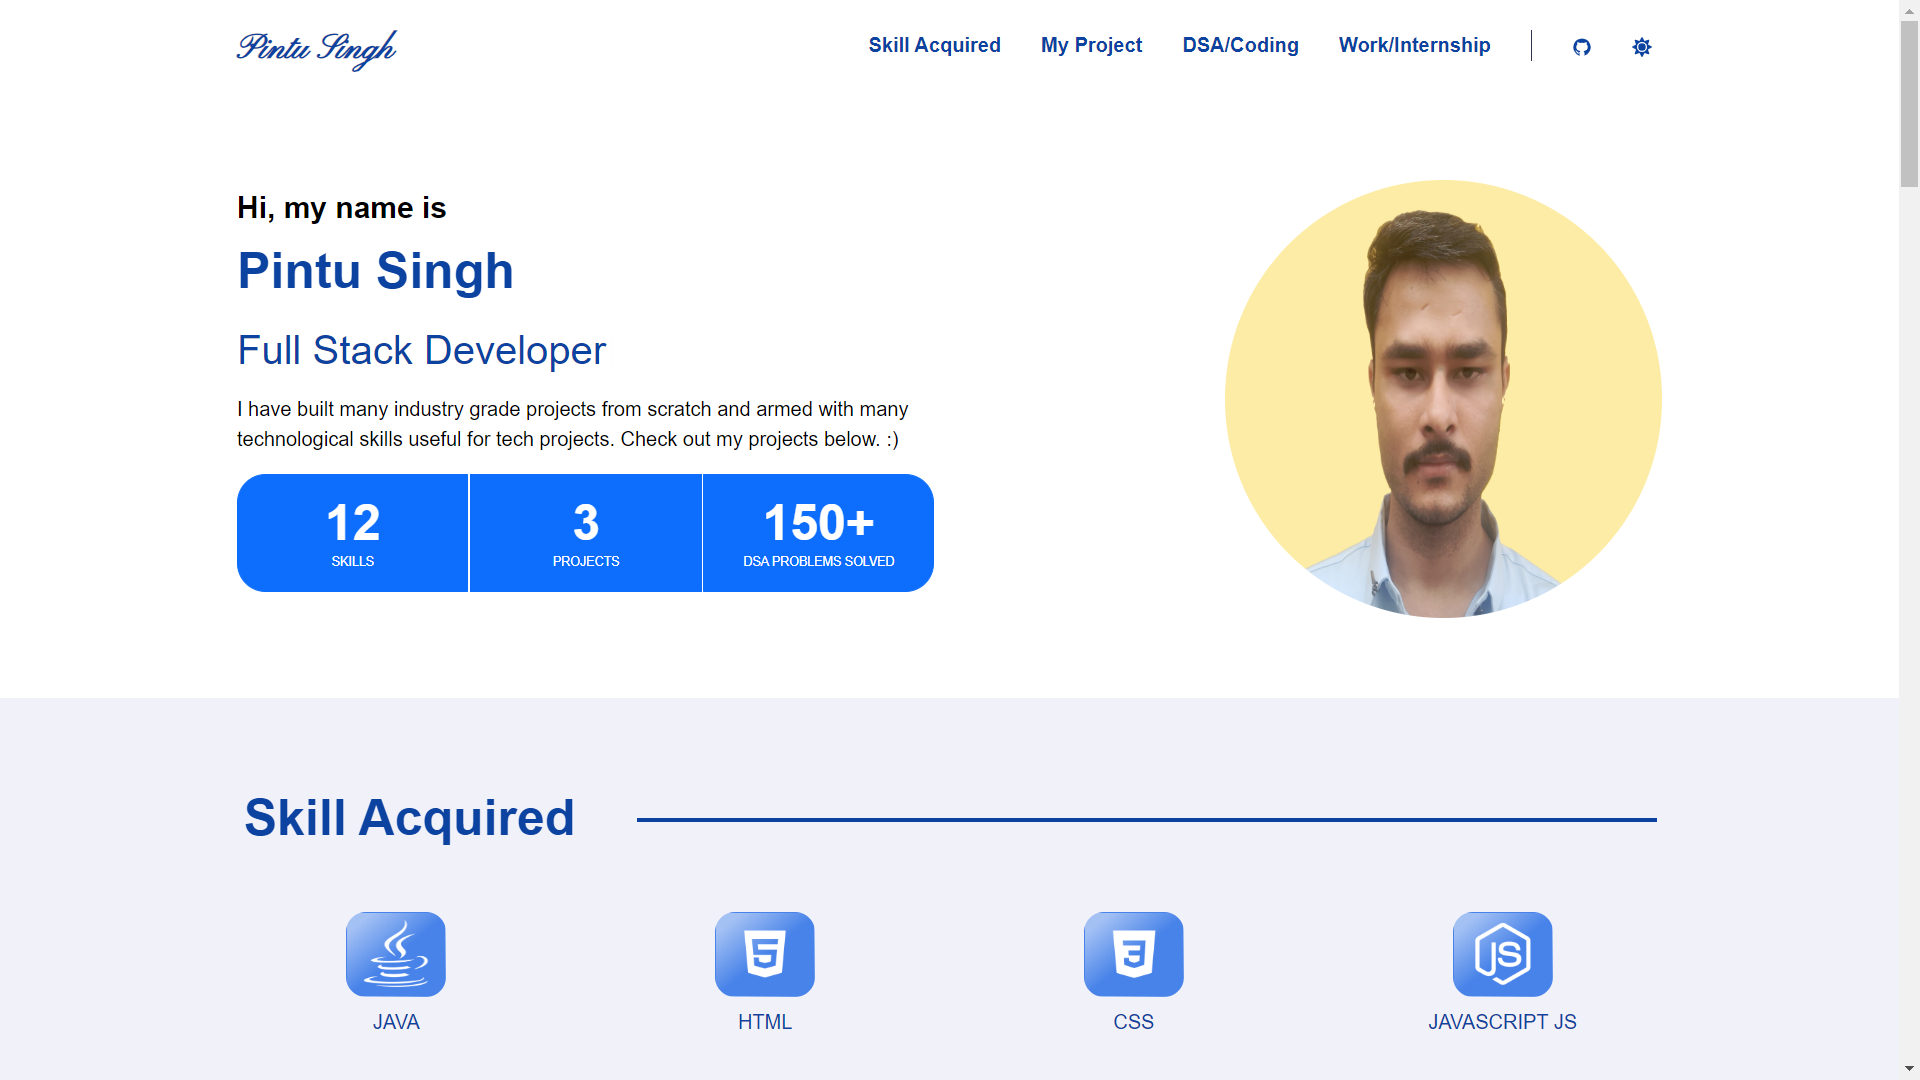 Pintu Singh
Skill Acquired
My Project
DSA/Coding
Work/Internship
Hi, my name is
Pintu Singh
Full Stack Developer
I have built many industry grade projects from scratch and armed with many
technological skills useful for tech projects. Check out my projects below. :)
12
SKILLS
3
PROJECTS
150+
DSA PROBLEMS SOLVED
Skill Acquired
5
3
JS
JAVA
HTML
CSS
JAVASCRIPT JS